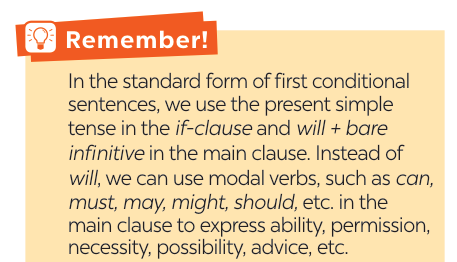 Remember!
In the standard form of first conditional
sentences, we use the present simple
tense in the if-clause and will + bare
infinitive in the main clause. Instead of
will, we can use modal verbs, such as can,
must, may, might, should, etc. in the
main clause to express ability, permission,
necessity, possibility, advice, etc.